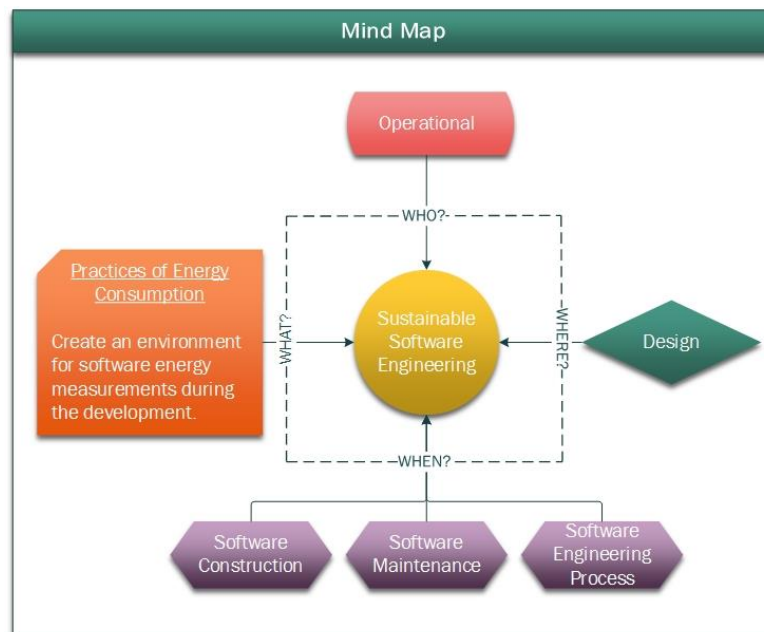 Mind Map
Operational
WHO?
Practices of Energy
Consumption
Create an environment
for software energy
measurements during
the development.
WHAT?
Sustainable
Software
Engineering
WHERE?
Design
WHEN?
Software
Construction
Software
Maintenance
Software
Engineering
Process